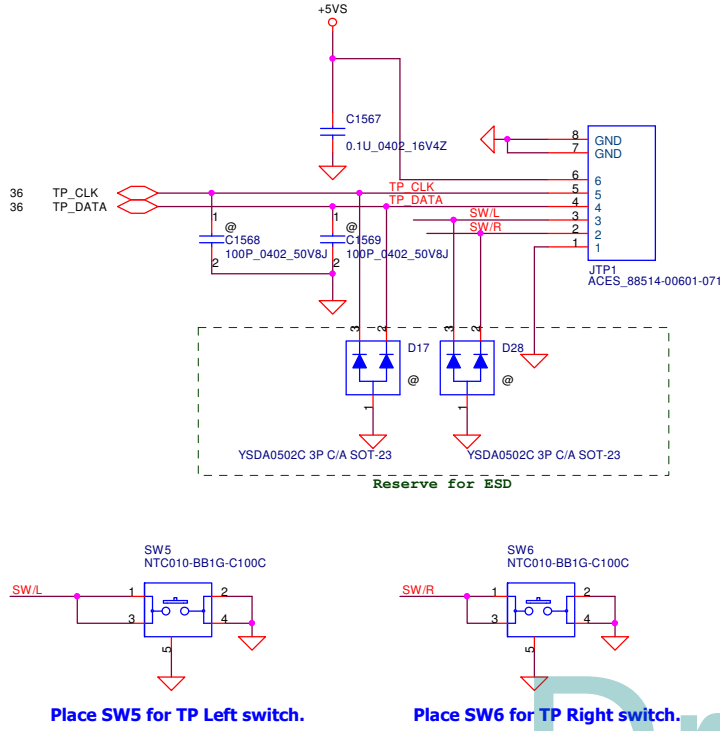 +5VS
C1567
0.1U_0402_16V4Z
8 GND
7 GND
6 6
36 TP_CLK TP_CLK 5 5
36 TP_DATA TP_DATA 4 4
SW/L 3 3
SW/R 2 2
1 1
JTP1
ACES_88514-00601-071
1 @
C1568
100P_0402_50V8J
2
1 @
C1569
100P_0402_50V8J
2
3 2 D17
@
1
3 2 D28
@
1
YSDA0502C 3P C/A SOT-23
YSDA0502C 3P C/A SOT-23
Reserve for ESD
SW5
NTC010-BB1G-C100C
SW/L
1 2
3 4
5
Place SW5 for TP Left switch.
SW6
NTC010-BB1G-C100C
SW/R
1 2
3 4
5
Place SW6 for TP Right switch.